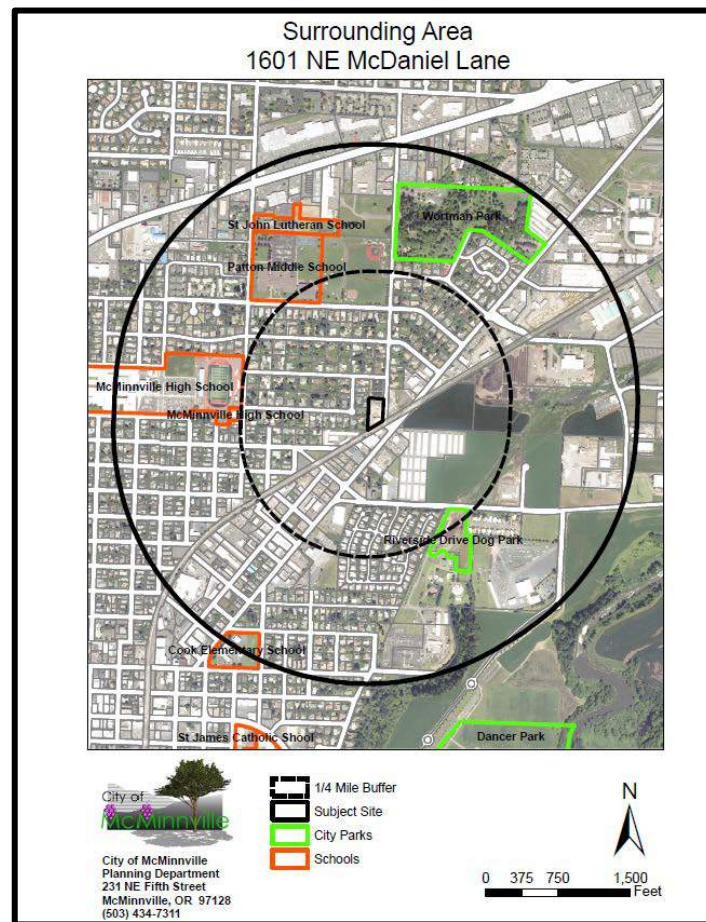 Surrouning Area
1601 NE McDaniel Lane
St John Lutheran School
Wortman Park
Patton Middle School
McMinnville High School
McMinnville High School
Riverside Drive Dog Park
Cook Elementary School
St James Catholic Shool
Dancer Park
City of
McMinnville
City of McMinnville
Planning Department
231 NE Fifth Street
McMinnville, OR 97128
(503) 434-7311
1/4 Mile Buffer
Subject Site
City Parks
Schools
N
0 375 750 1,500
Feet